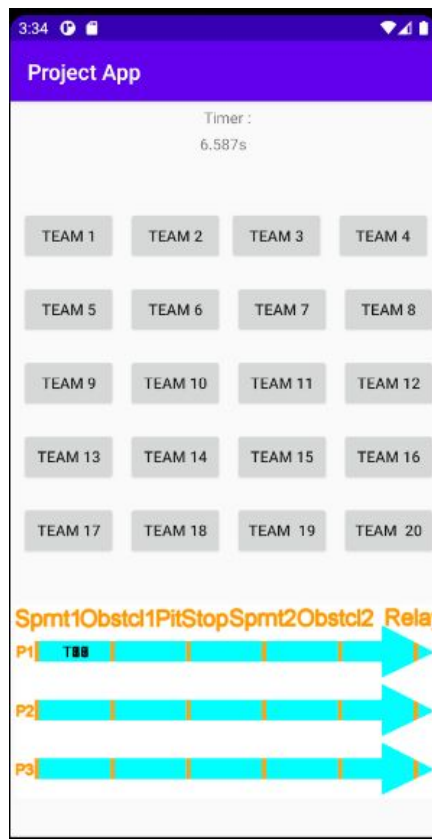 3:34
Project App
Timer :
6.587s
TEAM 1 TEAM 2 TEAM 3 TEAM 4
TEAM 5 TEAM 6 TEAM 7 TEAM 8
TEAM 9 TEAM 10 TEAM 11 TEAM 12
TEAM 13 TEAM 14 TEAM 15 TEAM 16
TEAM 17 TEAM 18 TEAM 19 TEAM 20
Sprnt1Obstcl1PitStopSprnt2Obstcl2 Rela
P1
P2
P3